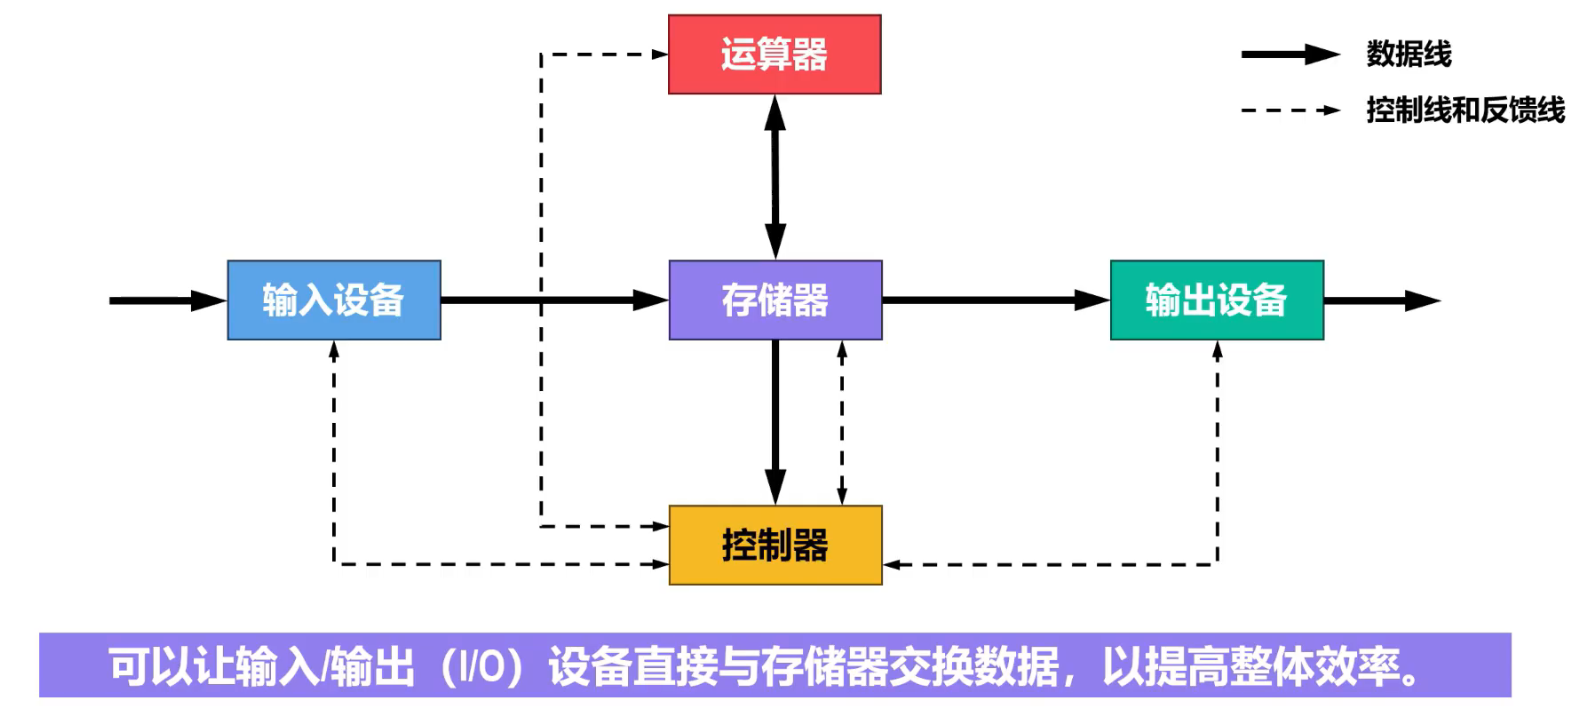 运算器
数据线
控制线和反馈线
输入设备
存储器
输出设备
控制器
可以让输入/输出（I/O）设备直接与存储器交换数据，以提高整体效率。